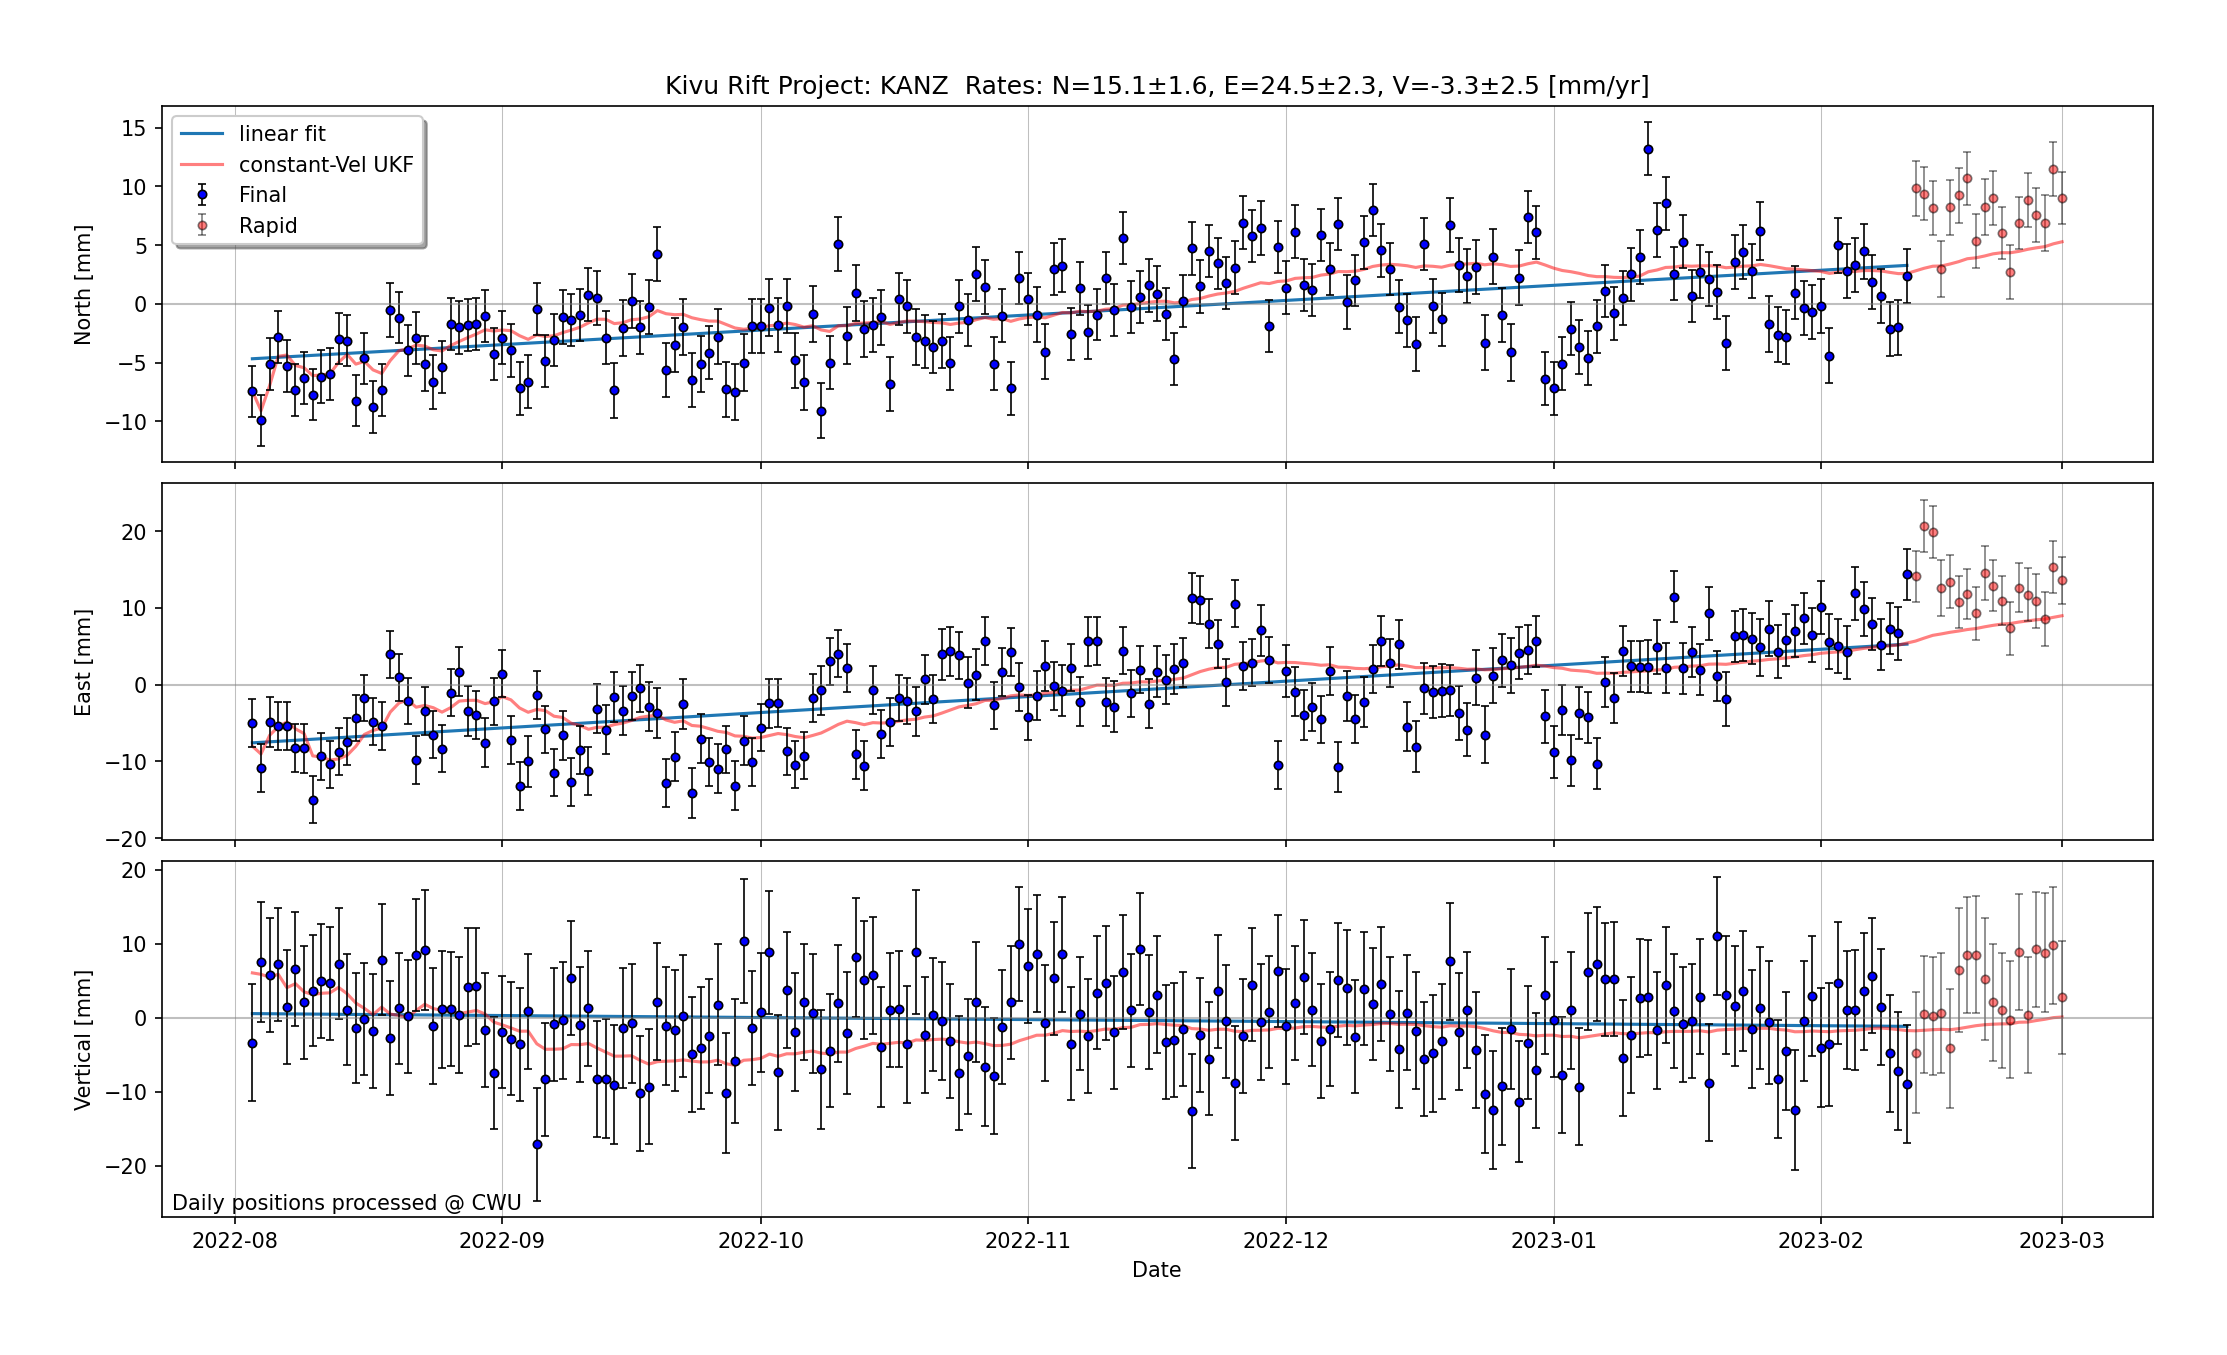 Kivu Rift Project: KANZ  Rates: N=15.1±1.6, E=24.5±2.3, V=-3.3±2.5 [mm/yr]
linear fit
constant-Vel UKF
Final
Rapid
North [mm]
15
10
5
0
−5
−10
East [mm]
20
10
0
−10
−20
Vertical [mm]
20
10
0
−10
−20
Daily positions processed @ CWU
2022-08 2022-09 2022-10 2022-11 2022-12 2023-01 2023-02 2023-03
Date